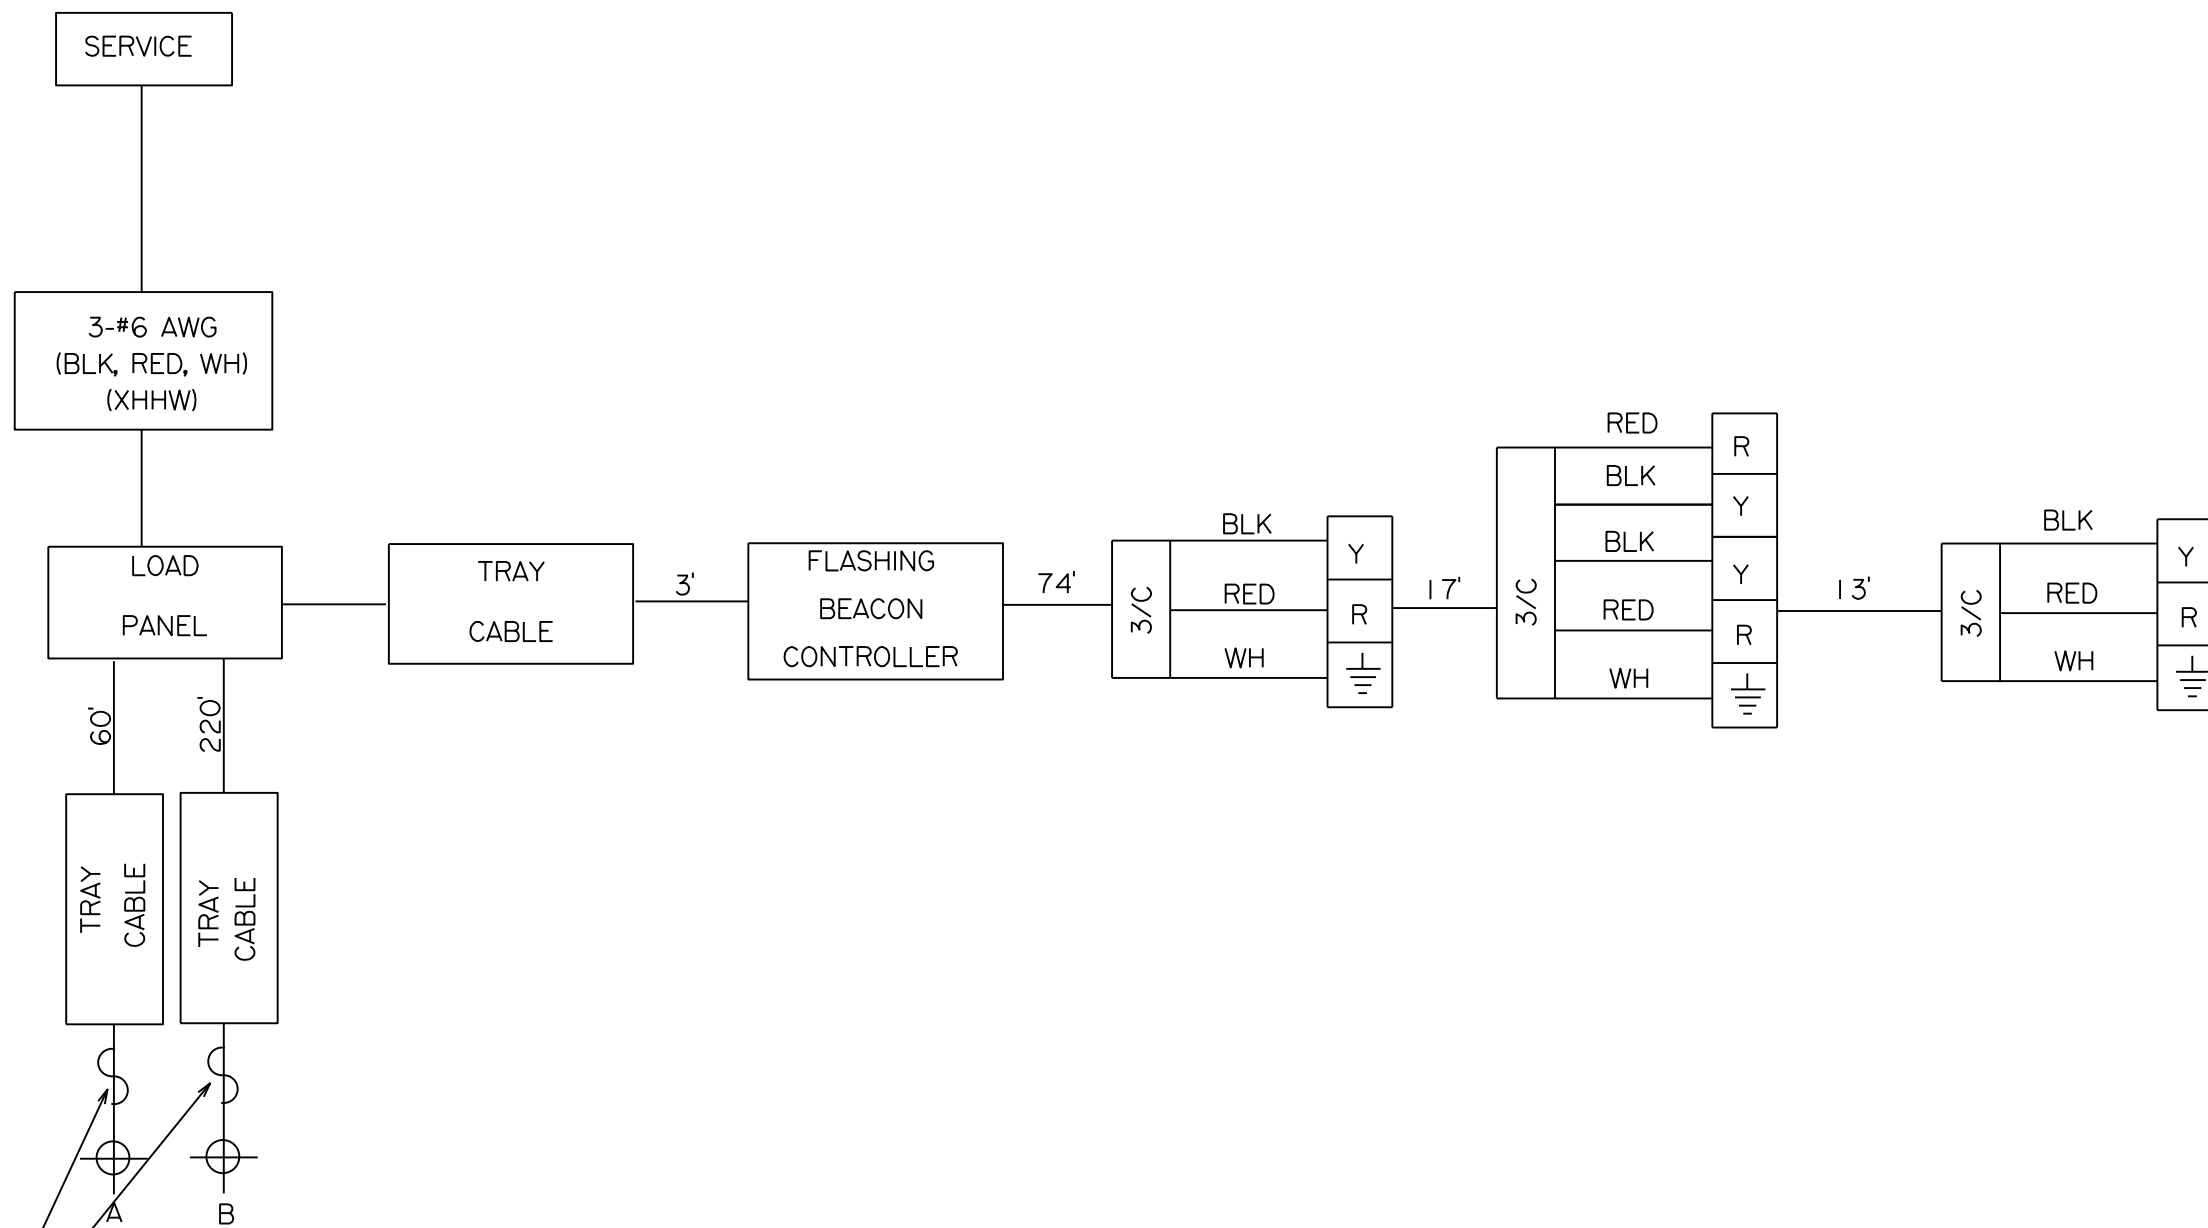 SERVICE
3-#6 AWG
(BLK, RED, WH)
(XHHW)
LOAD
PANEL
TRAY
CABLE
3'
FLASHING
BEACON
CONTROLLER
74'
3/C
BLK
RED
WH
Y
R
17'
3/C
RED
BLK
BLK
RED
WH
R
Y
Y
R
13'
3/C
BLK
RED
WH
Y
R
60'
220'
TRAY
CABLE
TRAY
CABLE
A
B